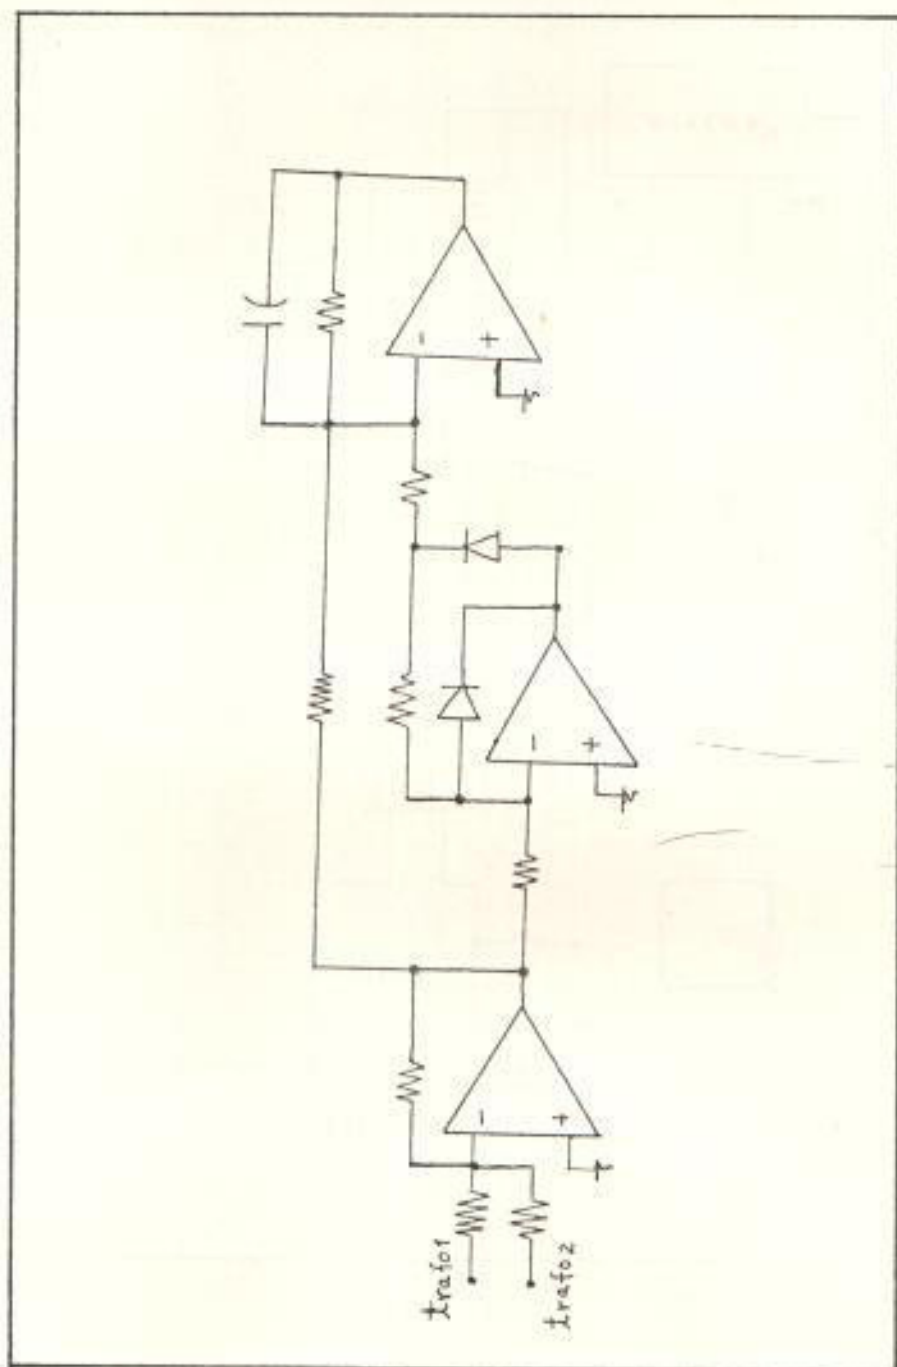 - +
- +
- +
trafo1
trafo2